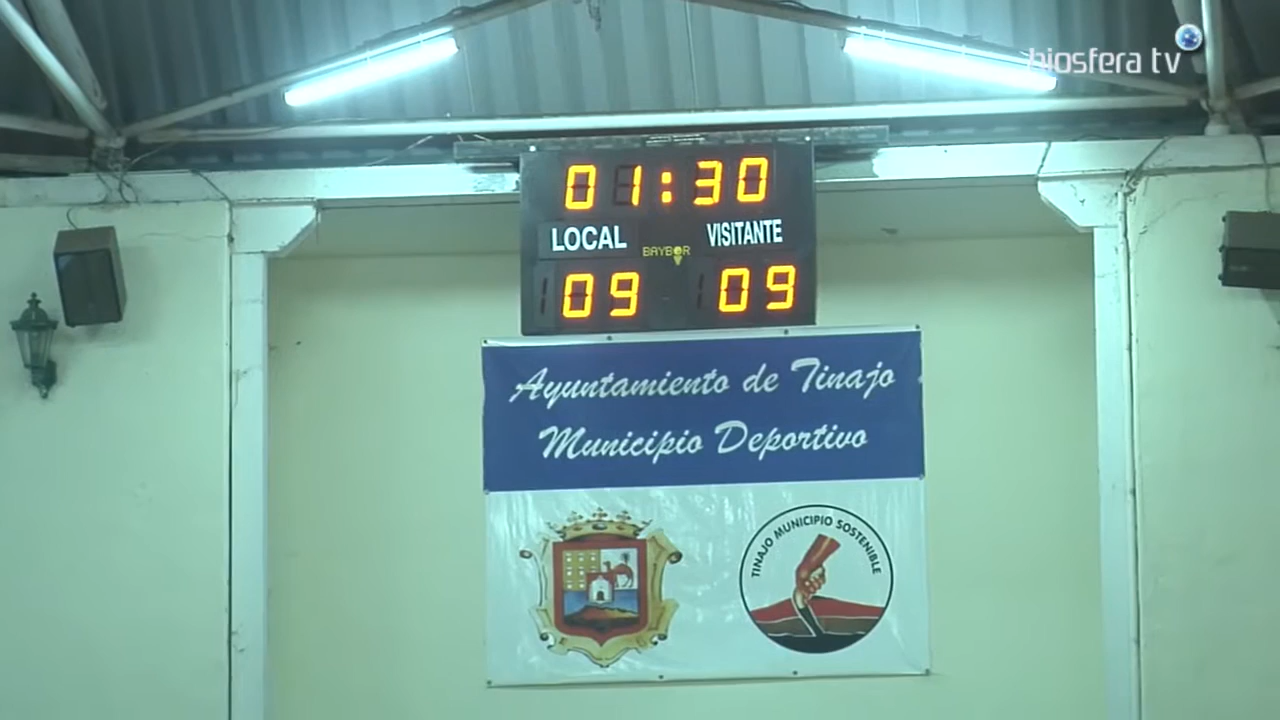 biosfera tv
01:30
LOCAL VISITANTE
BAYBOR
09 09
Ayuntamiento de Tinajo
Municipio Deportivo
TINAJO MUNICIPIO SOSTENIBLE